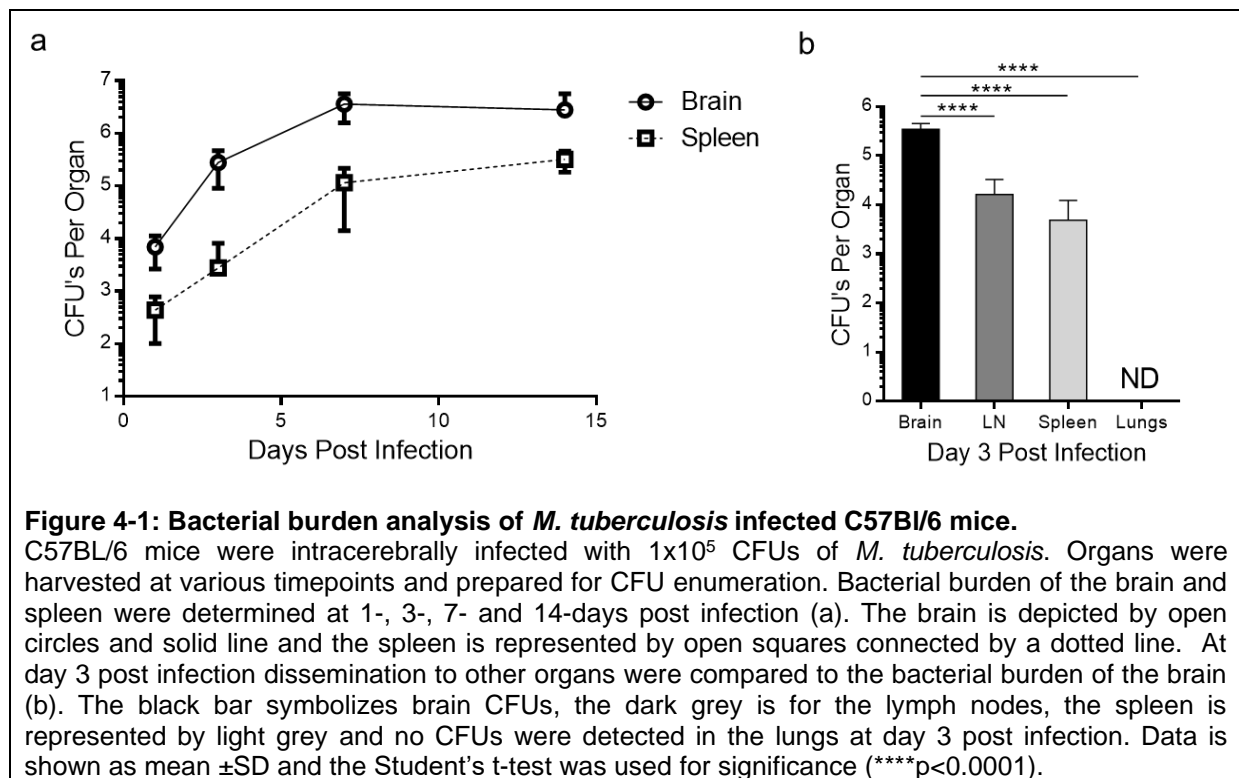 a
7
6
5
4
3
2
1
CFU's Per Organ
0
5
10
15
Days Post Infection
Brain
Spleen
b
****
****
****
6
5
4
3
2
1
0
CFU's Per Organ
ND
Brain LN Spleen Lungs
Day 3 Post Infection
Figure 4-1: Bacterial burden analysis of M. tuberculosis infected C57Bl/6 mice.
C57BL/6 mice were intracerebrally infected with 1x10⁵ CFUs of M. tuberculosis. Organs were
harvested at various timepoints and prepared for CFU enumeration. Bacterial burden of the brain and
spleen were determined at 1-, 3-, 7- and 14-days post infection (a). The brain is depicted by open
circles and solid line and the spleen is represented by open squares connected by a dotted line. At
day 3 post infection dissemination to other organs were compared to the bacterial burden of the brain
(b). The black bar symbolizes brain CFUs, the dark grey is for the lymph nodes, the spleen is
represented by light grey and no CFUs were detected in the lungs at day 3 post infection. Data is
shown as mean ±SD and the Student's t-test was used for significance (****p<0.0001).